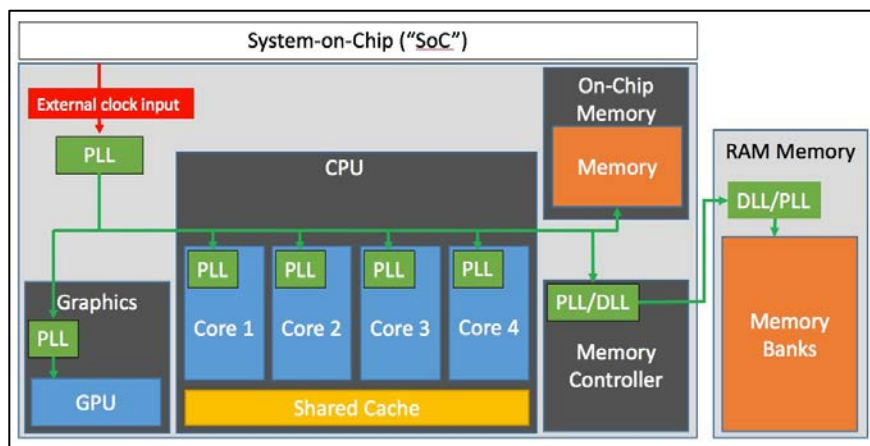 System-on-Chip (“SoC”)
External clock input
PLL
CPU
On-Chip
Memory
Memory
RAM Memory
DLL/PLL
PLL
PLL
PLL
PLL
Core 1
Core 2
Core 3
Core 4
Shared Cache
Graphics
PLL
GPU
PLL/DLL
Memory
Controller
Memory
Banks